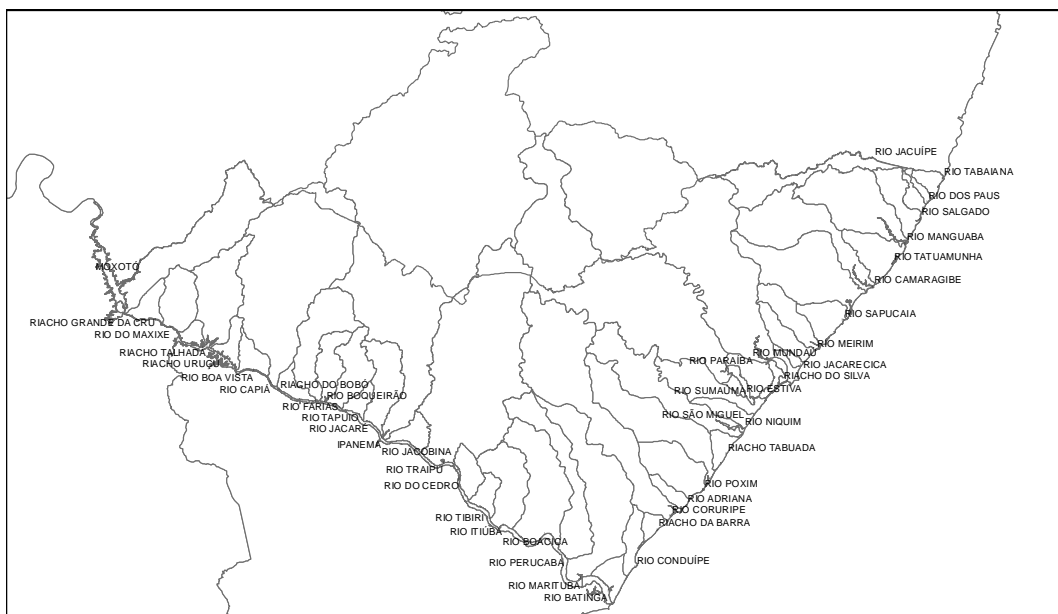 RIO JACUÍPE
RIO TABAIANA
RIO DOS PAUS
RIO SALGADO
RIO MANGUABA
RIO TATUAMUNHA
MOXOTÓ
RIO CAMARAGIBE
RIO SAPUCAIA
RIACHO GRANDE DA CRU
RIO DO MAXIXE
RIO MEIRIM
RIACHO TALHADA
RIO MUNDAÚ
RIACHO URUÇU
RIO PARAÍBA
RIO JACARECICA
RIO BOA VISTA
RIACHO DO SILVA
RIO CAPIÁ
RIACHO DO BOBÓ
RIO SUMAÚMA
RIO ESTIVA
RIO BOQUEIRÃO
RIO FARIAS
RIO TAPUIO
RIO SÃO MIGUEL
RIO NIQUIM
RIO JACARÉ
IPANEMA
RIACHO TABUADA
RIO JACOBINA
RIO TRAIPU
RIO DO CEDRO
RIO POXIM
RIO ADRIANA
RIO CORURIPE
RIO TIBIRI
RIACHO DA BARRA
RIO ITIÚBA
RIO BOACICA
RIO PERUCABA
RIO CONDUÍPE
RIO MARITUBA
RIO BATINGA